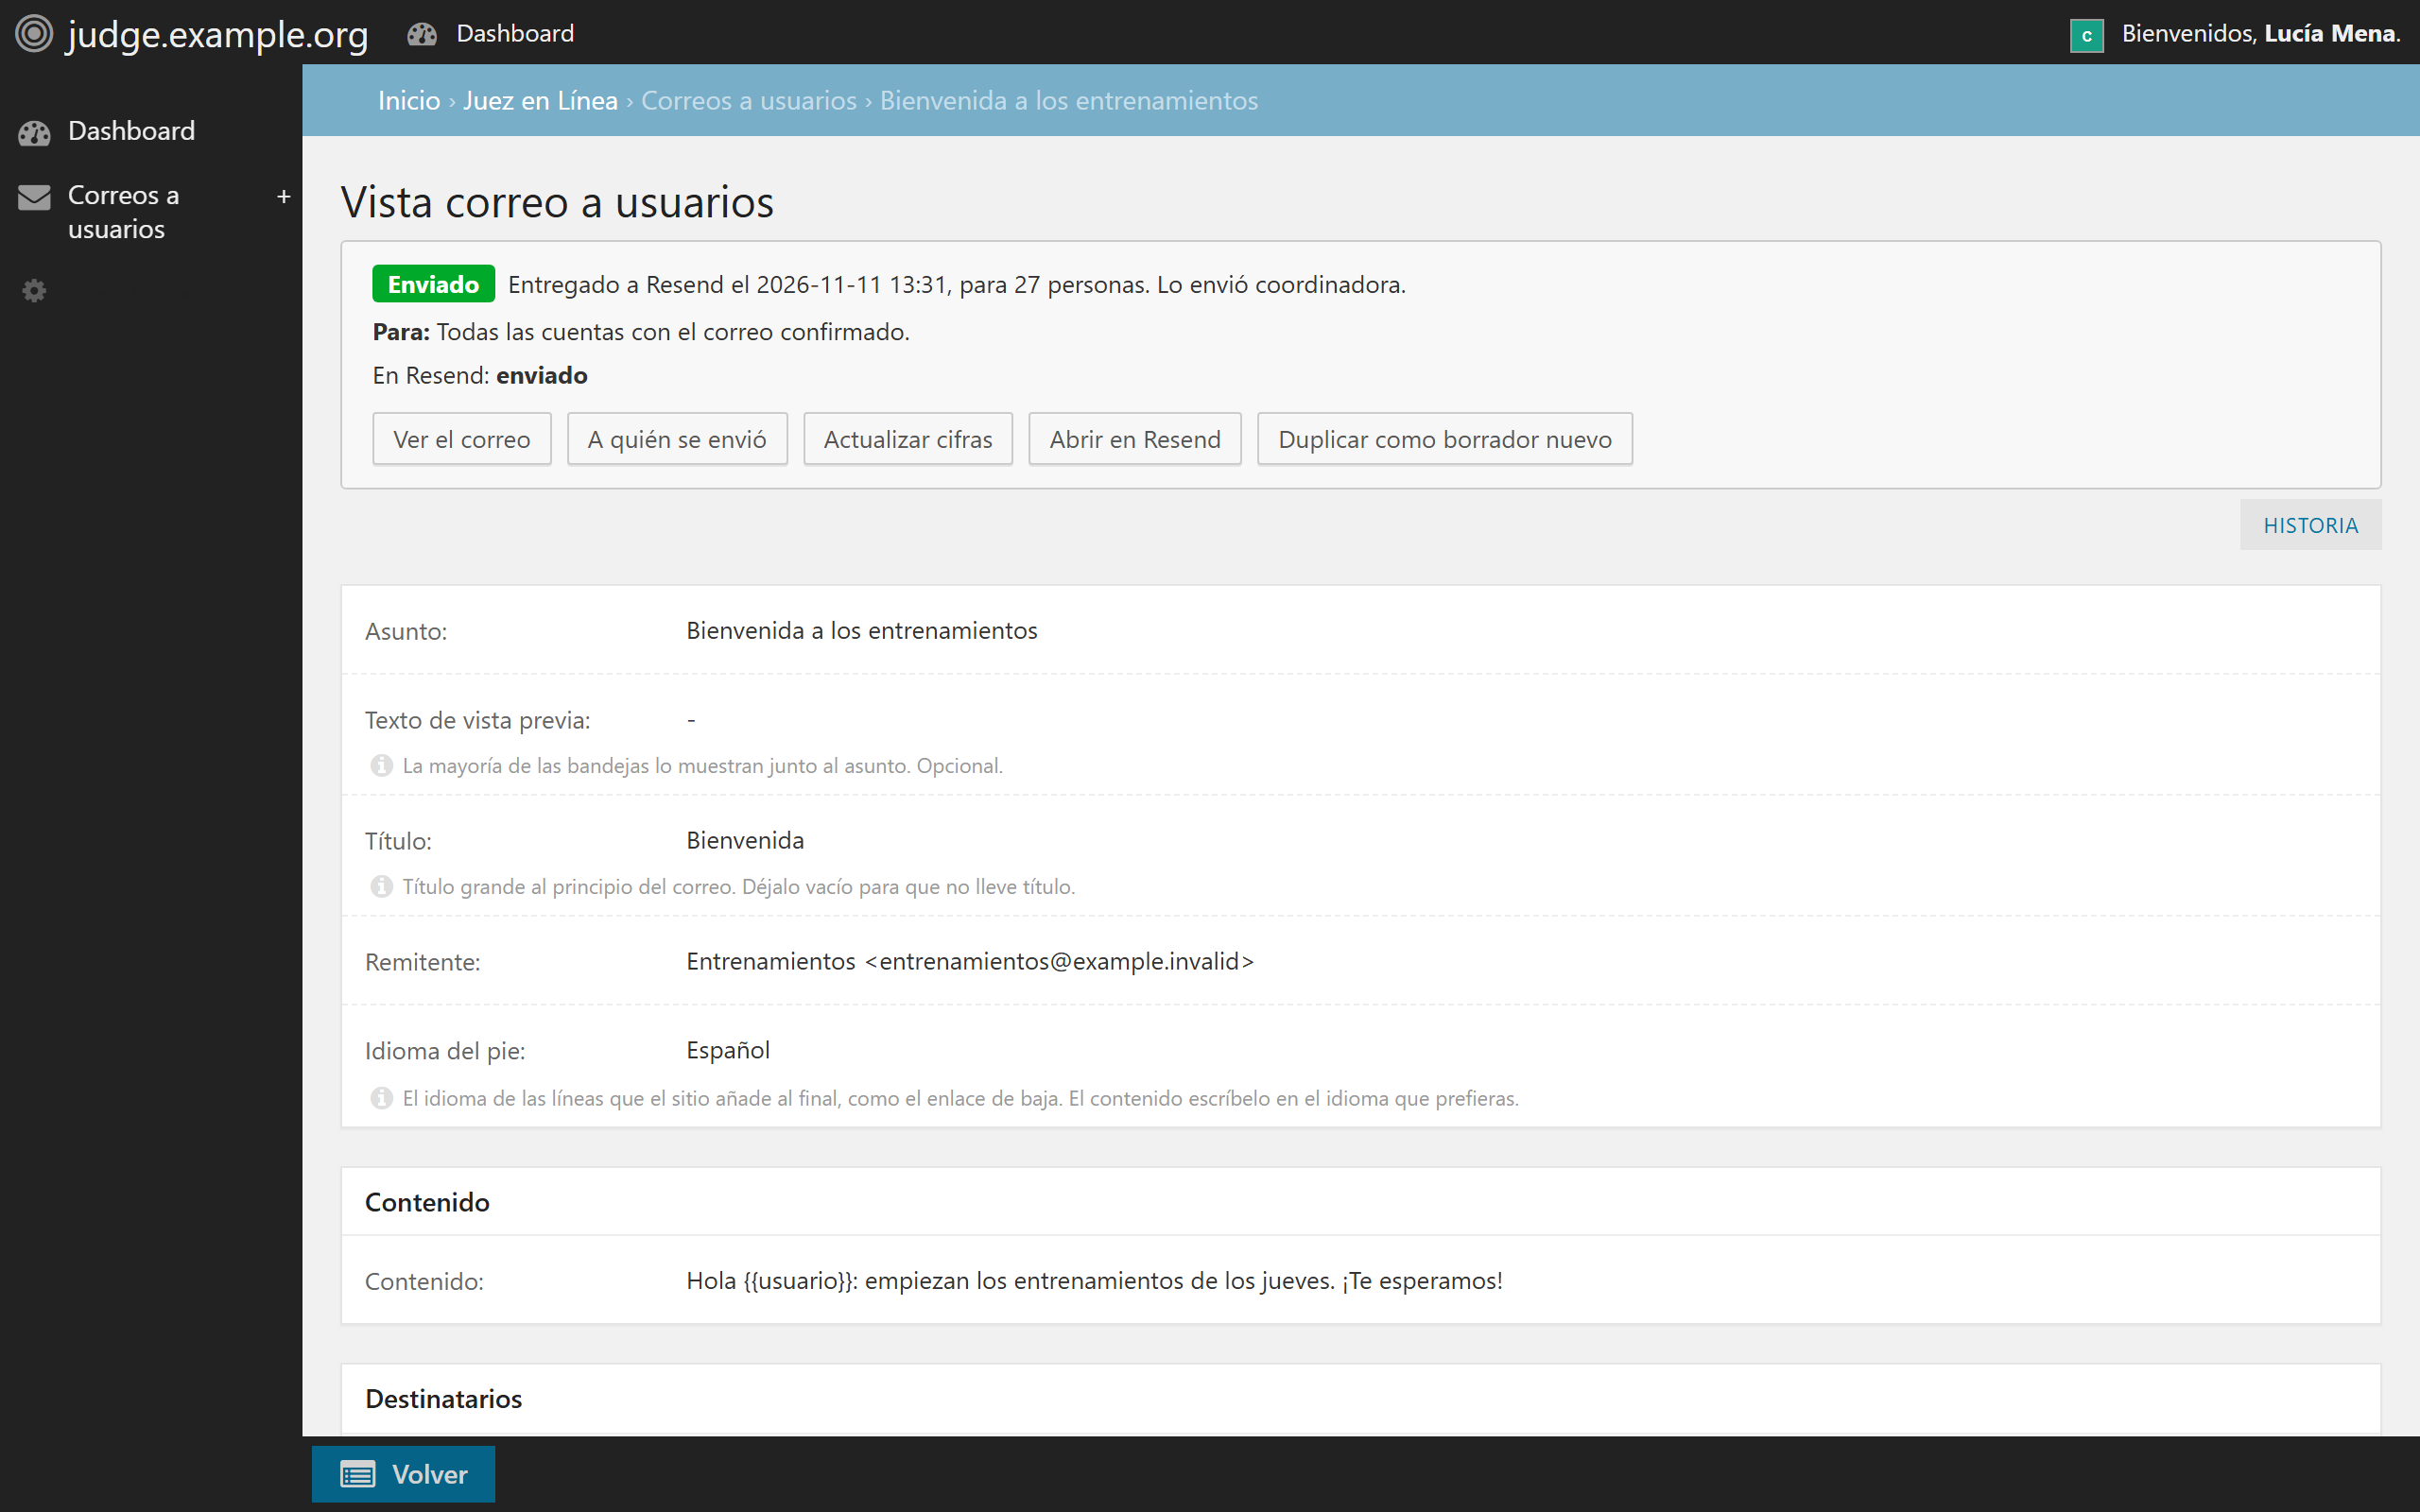 judge.example.org
Dashboard
C
Bienvenidos, Lucía Mena.
Dashboard
Correos a usuarios
+
Inicio › Juez en Línea › Correos a usuarios › Bienvenida a los entrenamientos
Vista correo a usuarios
Enviado Entregado a Resend el 2026-11-11 13:31, para 27 personas. Lo envió coordinadora.
Para: Todas las cuentas con el correo confirmado.
En Resend: enviado
Ver el correo
A quién se envió
Actualizar cifras
Abrir en Resend
Duplicar como borrador nuevo
HISTORIA
Asunto: Bienvenida a los entrenamientos
Texto de vista previa: -
La mayoría de las bandejas lo muestran junto al asunto. Opcional.
Título: Bienvenida
Título grande al principio del correo. Déjalo vacío para que no lleve título.
Remitente: Entrenamientos <entrenamientos@example.invalid>
Idioma del pie: Español
El idioma de las líneas que el sitio añade al final, como el enlace de baja. El contenido escríbelo en el idioma que prefieras.
Contenido
Contenido: Hola {{usuario}}: empiezan los entrenamientos de los jueves. ¡Te esperamos!
Destinatarios
Volver